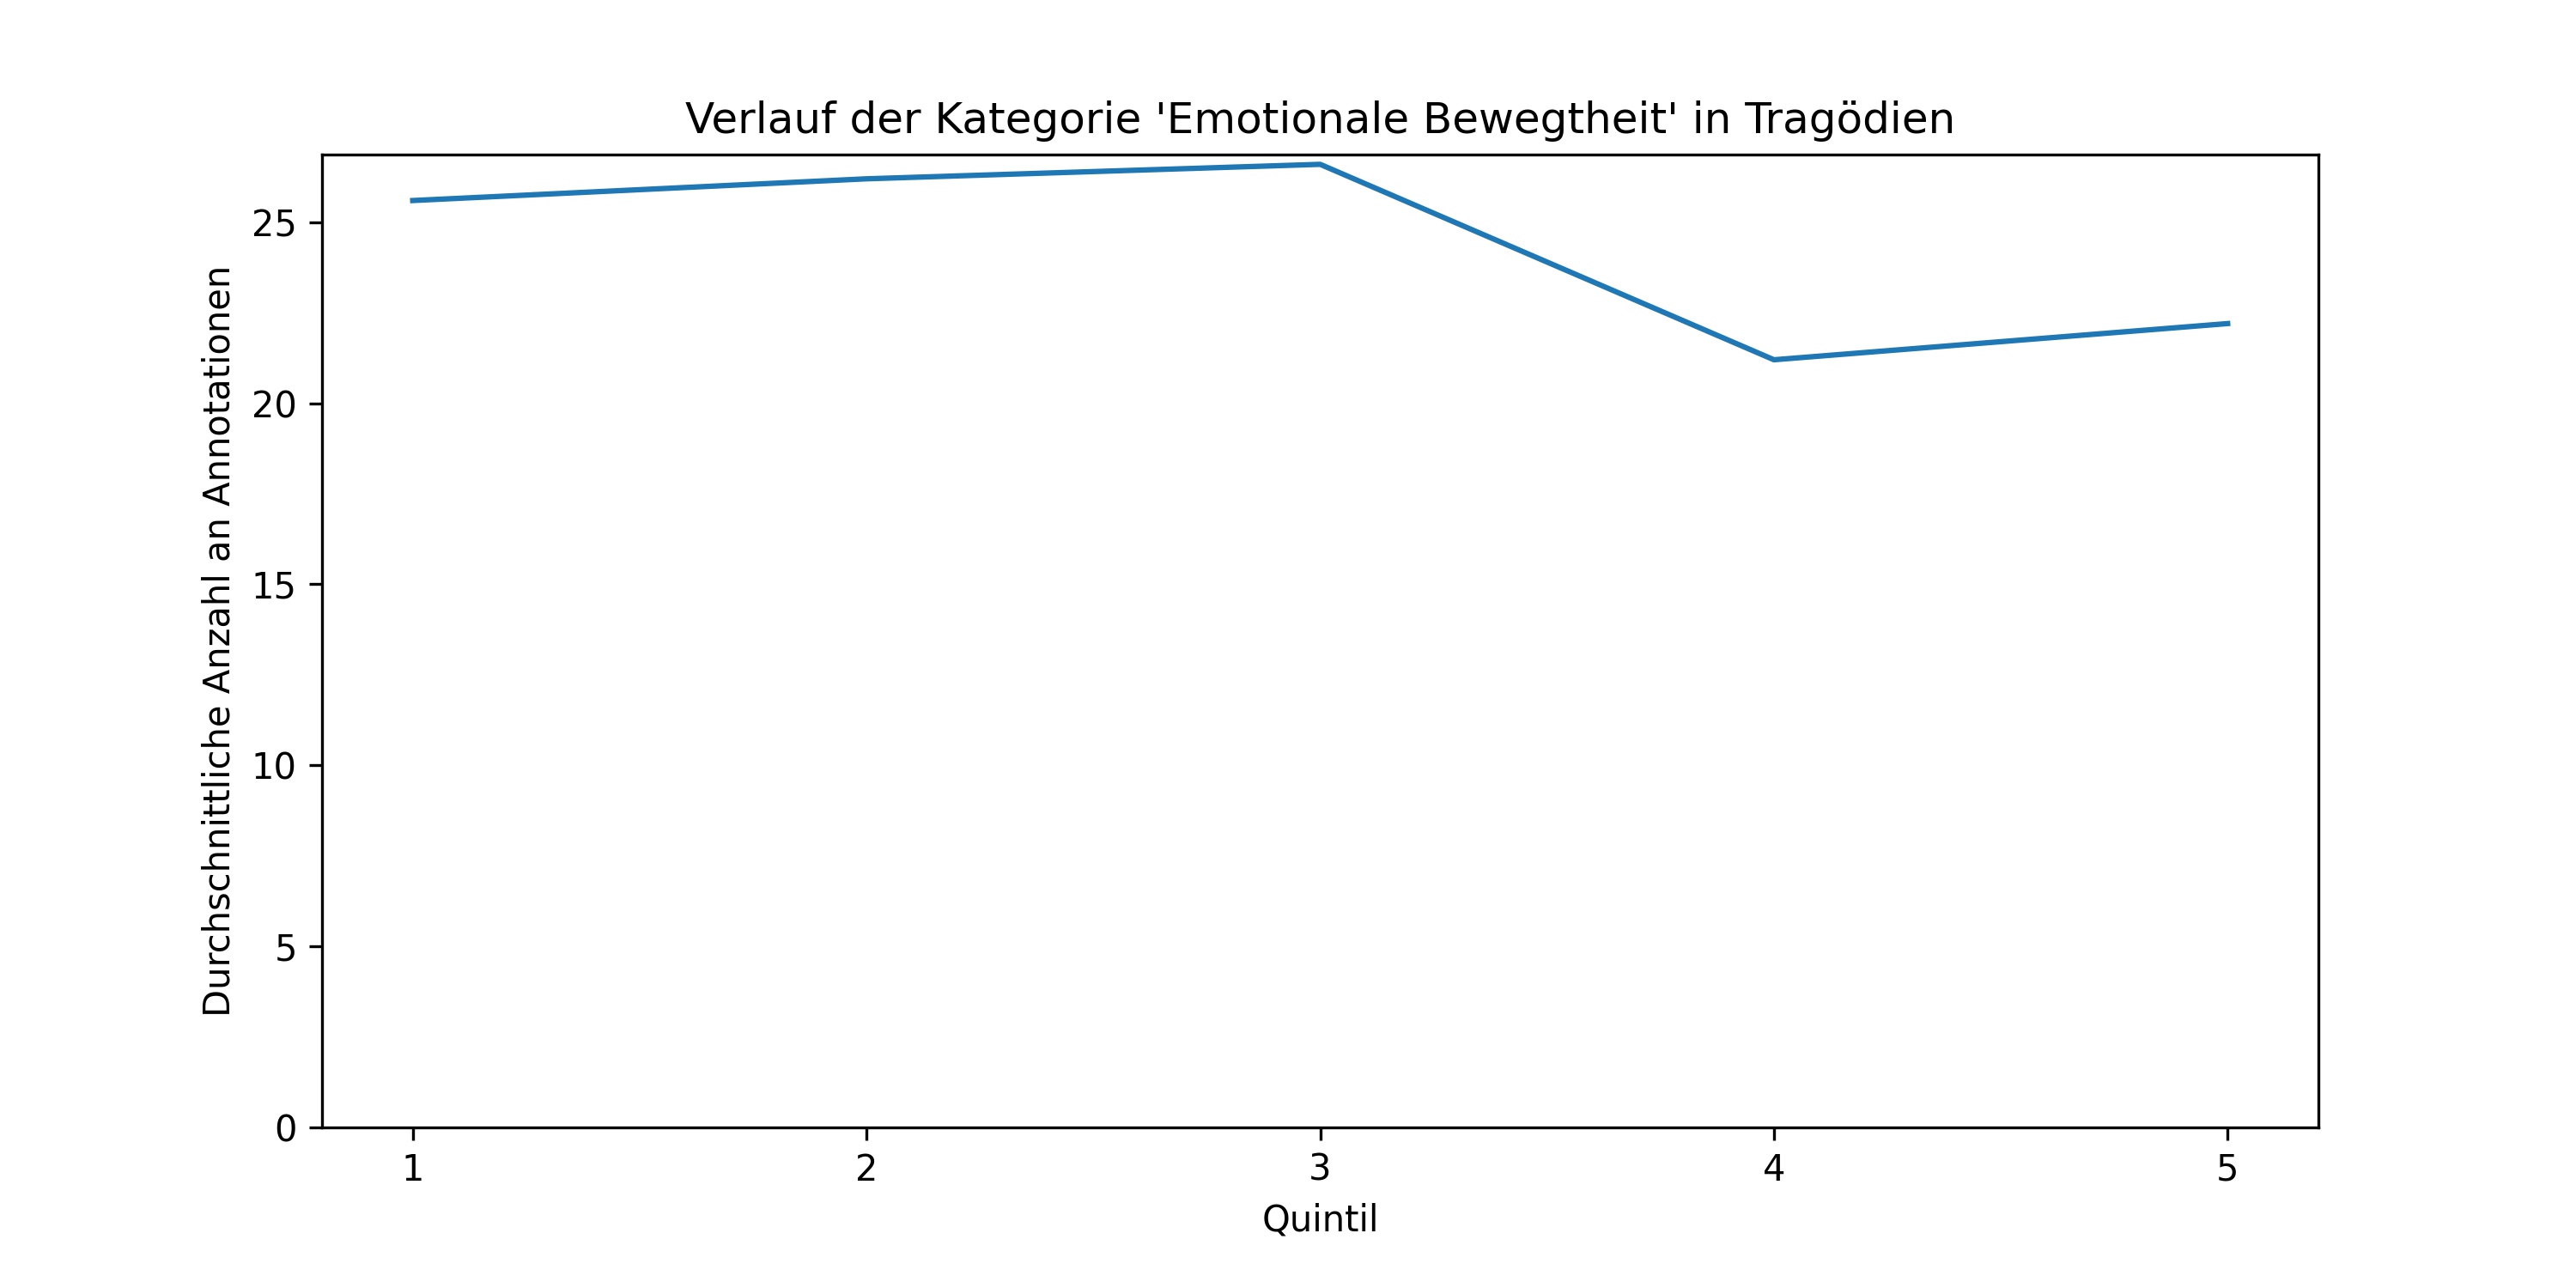 Verlauf der Kategorie 'Emotionale Bewegtheit' in Tragödien
Durchschnittliche Anzahl an Annotationen
25
20
15
10
5
0
1 2 3 4 5
Quintil